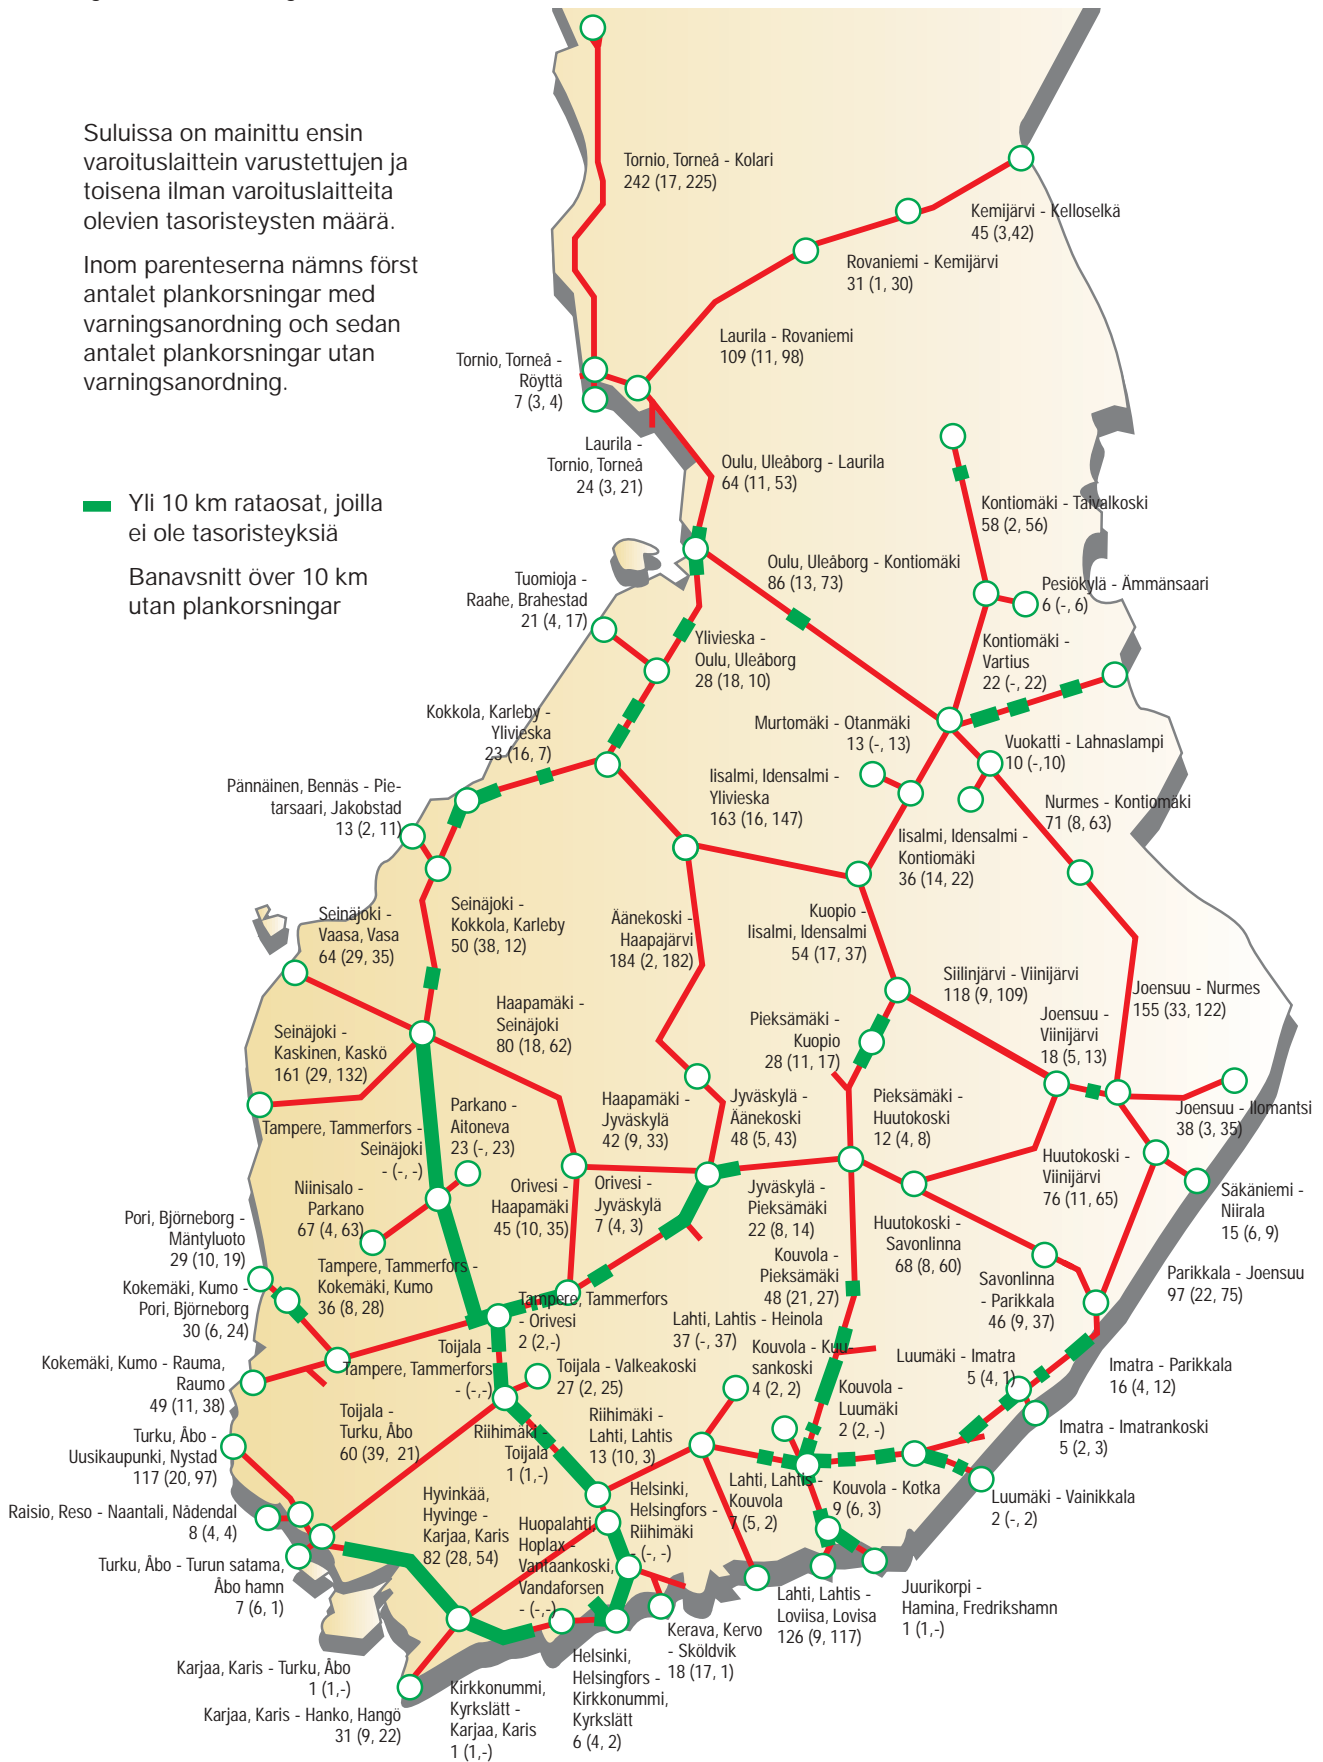 Suluissa on mainittu ensin
varoituslaittein varustettujen ja
toisena ilman varoituslaitteita
olevien tasoristeysten määrä.
Inom parenteserna nämns först
antalet plankorsningar med
varningsanordning och sedan
antalet plankorsningar utan
varningsanordning.
Yli 10 km rataosat, joilla
ei ole tasoristeyksiä
Banavsnitt över 10 km
utan plankorsningar
Tornio, Torneå - Kolari
242 (17, 225)
Kemijärvi - Kelloselkä
45 (3,42)
Rovaniemi - Kemijärvi
31 (1, 30)
Laurila - Rovaniemi
109 (11, 98)
Tornio, Torneå -
Röyttä
7 (3, 4)
Laurila -
Tornio, Torneå
24 (3, 21)
Oulu, Uleåborg - Laurila
64 (11, 53)
Kontiomäki - Taivalkoski
58 (2, 56)
Oulu, Uleåborg - Kontiomäki
86 (13, 73)
Pesiökylä - Ämmänsaari
6 (-, 6)
Tuomioja -
Raahe, Brahestad
21 (4, 17)
Ylivieska -
Oulu, Uleåborg
28 (18, 10)
Kontiomäki -
Vartius
22 (-, 22)
Kokkola, Karleby -
Ylivieska
23 (16, 7)
Murtomäki - Otanmäki
13 (-, 13)
Vuokatti - Lahnaslampi
10 (-,10)
Pännäinen, Bennäs - Pie-
tarsaari, Jakobstad
13 (2, 11)
Iisalmi, Idensalmi -
Ylivieska
163 (16, 147)
Nurmes - Kontiomäki
71 (8, 63)
Iisalmi, Idensalmi -
Kontiomäki
36 (14, 22)
Seinäjoki -
Vaasa, Vasa
64 (29, 35)
Seinäjoki -
Kokkola, Karleby
50 (38, 12)
Äänekoski -
Haapajärvi
184 (2, 182)
Kuopio -
Iisalmi, Idensalmi
54 (17, 37)
Siilinjärvi - Viinijärvi
118 (9, 109)
Joensuu - Nurmes
155 (33, 122)
Haapamäki -
Seinäjoki
80 (18, 62)
Pieksämäki -
Kuopio
28 (11, 17)
Joensuu -
Viinijärvi
18 (5, 13)
Seinäjoki -
Kaskinen, Kaskö
161 (29, 132)
Parkano -
Aitoneva
23 (-, 23)
Haapamäki -
Jyväskylä
42 (9, 33)
Jyväskylä -
Äänekoski
48 (5, 43)
Pieksämäki -
Huutokoski
12 (4, 8)
Joensuu - Ilomantsi
38 (3, 35)
Tampere, Tammerfors -
Seinäjoki
- (-, -)
Huutokoski -
Viinijärvi
76 (11, 65)
Niinisalo -
Parkano
67 (4, 63)
Orivesi -
Haapamäki
45 (10, 35)
Orivesi -
Jyväskylä
7 (4, 3)
Jyväskylä -
Pieksämäki
22 (8, 14)
Säkäniemi -
Niirala
15 (6, 9)
Pori, Björneborg -
Mäntyluoto
29 (10, 19)
Huutokoski -
Savonlinna
68 (8, 60)
Tampere, Tammerfors -
Kokemäki, Kumo
36 (8, 28)
Kouvola -
Pieksämäki
48 (21, 27)
Savonlinna
- Parikkala
46 (9, 37)
Parikkala - Joensuu
97 (22, 75)
Kokemäki, Kumo -
Pori, Björneborg
30 (6, 24)
Tampere, Tammerfors
- Orivesi
2 (2,-)
Lahti, Lahtis - Heinola
37 (-, 37)
Kokemäki, Kumo - Rauma,
Raumo
49 (11, 38)
Toijala -
Tampere, Tammerfors
- (-,-)
Toijala - Valkeakoski
27 (2, 25)
Kouvola - Kuu-
sankoski
4 (2, 2)
Luumäki - Imatra
5 (4, 1)
Imatra - Parikkala
16 (4, 12)
Kouvola -
Luumäki
2 (2, -)
Imatra - Imatrankoski
5 (2, 3)
Toijala -
Turku, Åbo
60 (39, 21)
Riihimäki -
Toijala
1 (1,-)
Riihimäki -
Lahti, Lahtis
13 (10, 3)
Turku, Åbo -
Uusikaupunki, Nystad
117 (20, 97)
Lahti, Lahtis -
Kouvola
7 (5, 2)
Kouvola - Kotka
9 (6, 3)
Luumäki - Vainikkala
2 (-, 2)
Raisio, Reso - Naantali, Nådendal
8 (4, 4)
Hyvinkää,
Hyvinge -
Karjaa, Karis
82 (28, 54)
Helsinki,
Helsingfors -
Riihimäki
- (-, -)
Huopalahti,
Hoplax -
Vantaankoski,
Vandaforsen
- (-,-)
Turku, Åbo - Turun satama,
Åbo hamn
7 (6, 1)
Lahti, Lahtis -
Loviisa, Lovisa
126 (9, 117)
Juurikorpi -
Hamina, Fredrikshamn
1 (1,-)
Kerava, Kervo
- Sköldvik
18 (17, 1)
Karjaa, Karis - Turku, Åbo
1 (1,-)
Karjaa, Karis - Hanko, Hangö
31 (9, 22)
Kirkkonummi,
Kyrkslätt -
Karjaa, Karis
1 (1,-)
Helsinki,
Helsingfors -
Kirkkonummi,
Kyrkslätt
6 (4, 2)